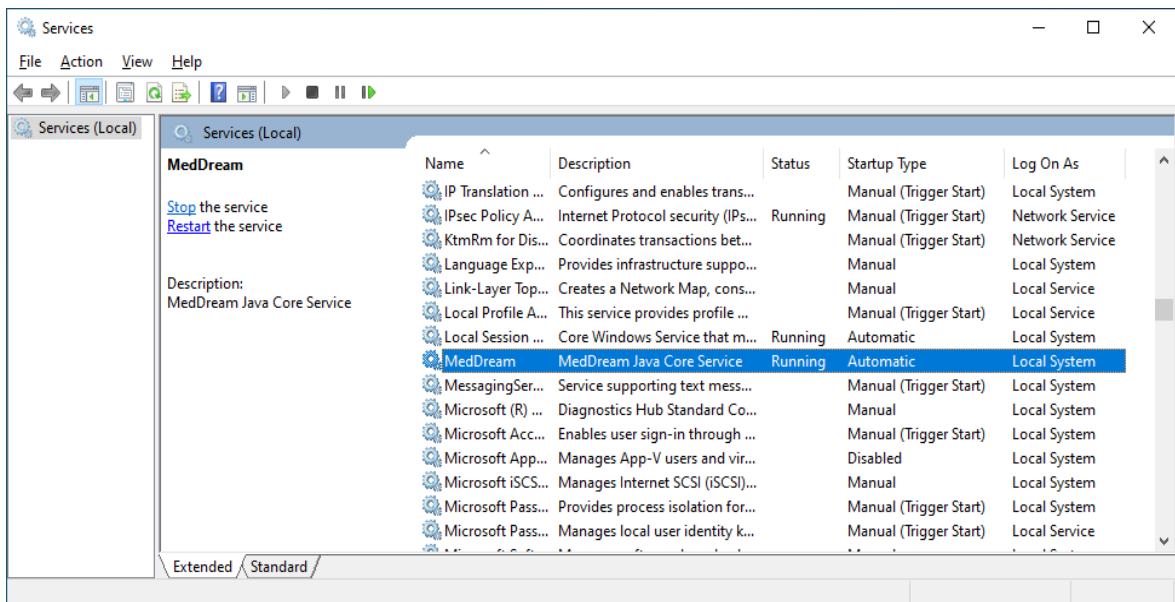 Services
File Action View Help
Services (Local)
Services (Local)
MedDream
Stop the service
Restart the service
Description:
MedDream Java Core Service
Name Description Status Startup Type Log On As
IP Translation ... Configures and enables trans... Manual (Trigger Start) Local System
IPsec Policy A... Internet Protocol security (IPs... Running Manual (Trigger Start) Network Service
KtmRm for Dis... Coordinates transactions bet... Manual (Trigger Start) Network Service
Language Exp... Provides infrastructure suppo... Manual Local System
Link-Layer Top... Creates a Network Map, cons... Manual Local Service
Local Profile A... This service provides profile ... Manual (Trigger Start) Local System
Local Session ... Core Windows Service that m... Running Automatic Local System
MedDream MedDream Java Core Service Running Automatic Local System
MessagingSer... Service supporting text mess... Manual (Trigger Start) Local System
Microsoft (R) ... Diagnostics Hub Standard Co... Manual Local System
Microsoft Acc... Enables user sign-in through ... Manual (Trigger Start) Local System
Microsoft App... Manages App-V users and vir... Disabled Local System
Microsoft iSCS... Manages Internet SCSI (iSCSI)... Manual Local System
Microsoft Pass... Provides process isolation for... Manual (Trigger Start) Local System
Microsoft Pass... Manages local user identity k... Manual (Trigger Start) Local Service
Extended Standard